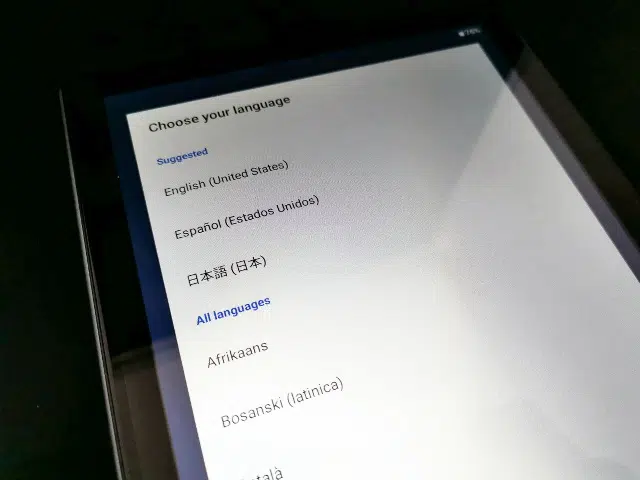 Choose your language
Suggested
English (United States)
Español (Estados Unidos)
日本語 (日本)
All languages
Afrikaans
Bosanski (latinica)